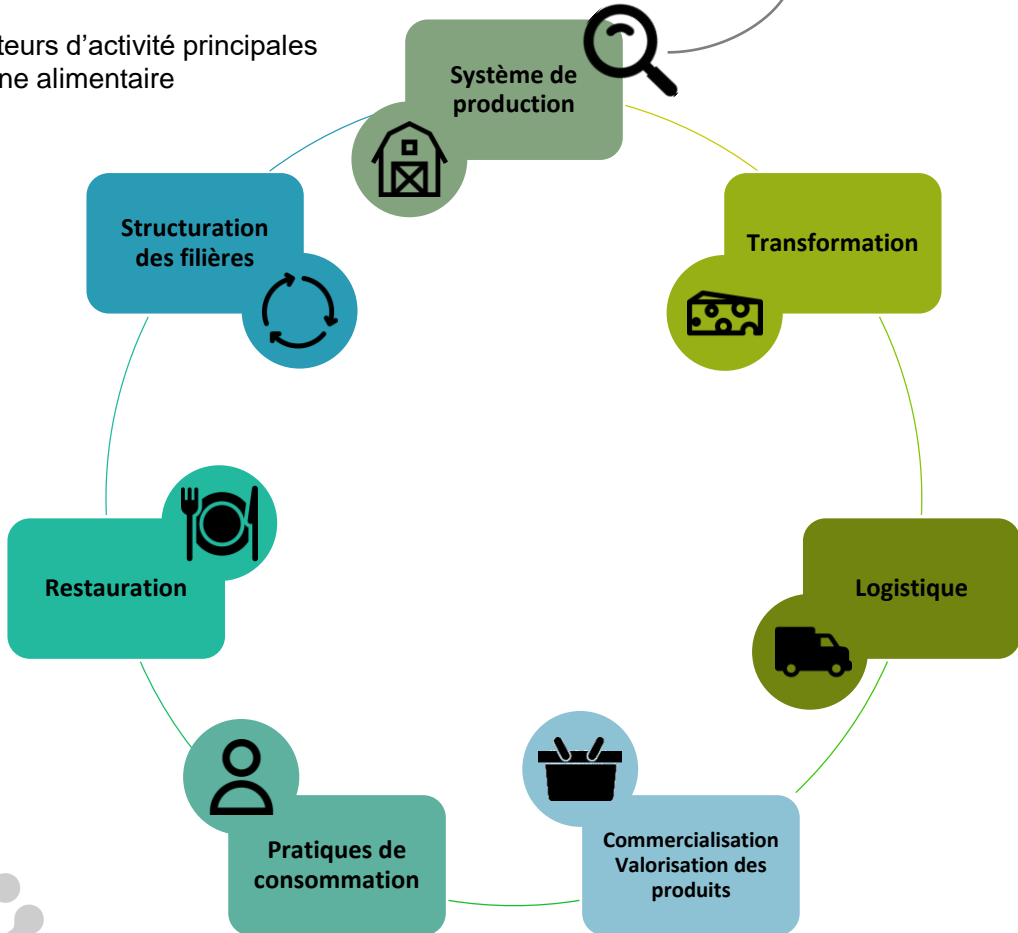 teurs d’activité principales
ne alimentaire
Système de
production
Transformation
Logistique
Commercialisation
Valorisation des
produits
Pratiques de
consommation
Restauration
Structuration
des filières